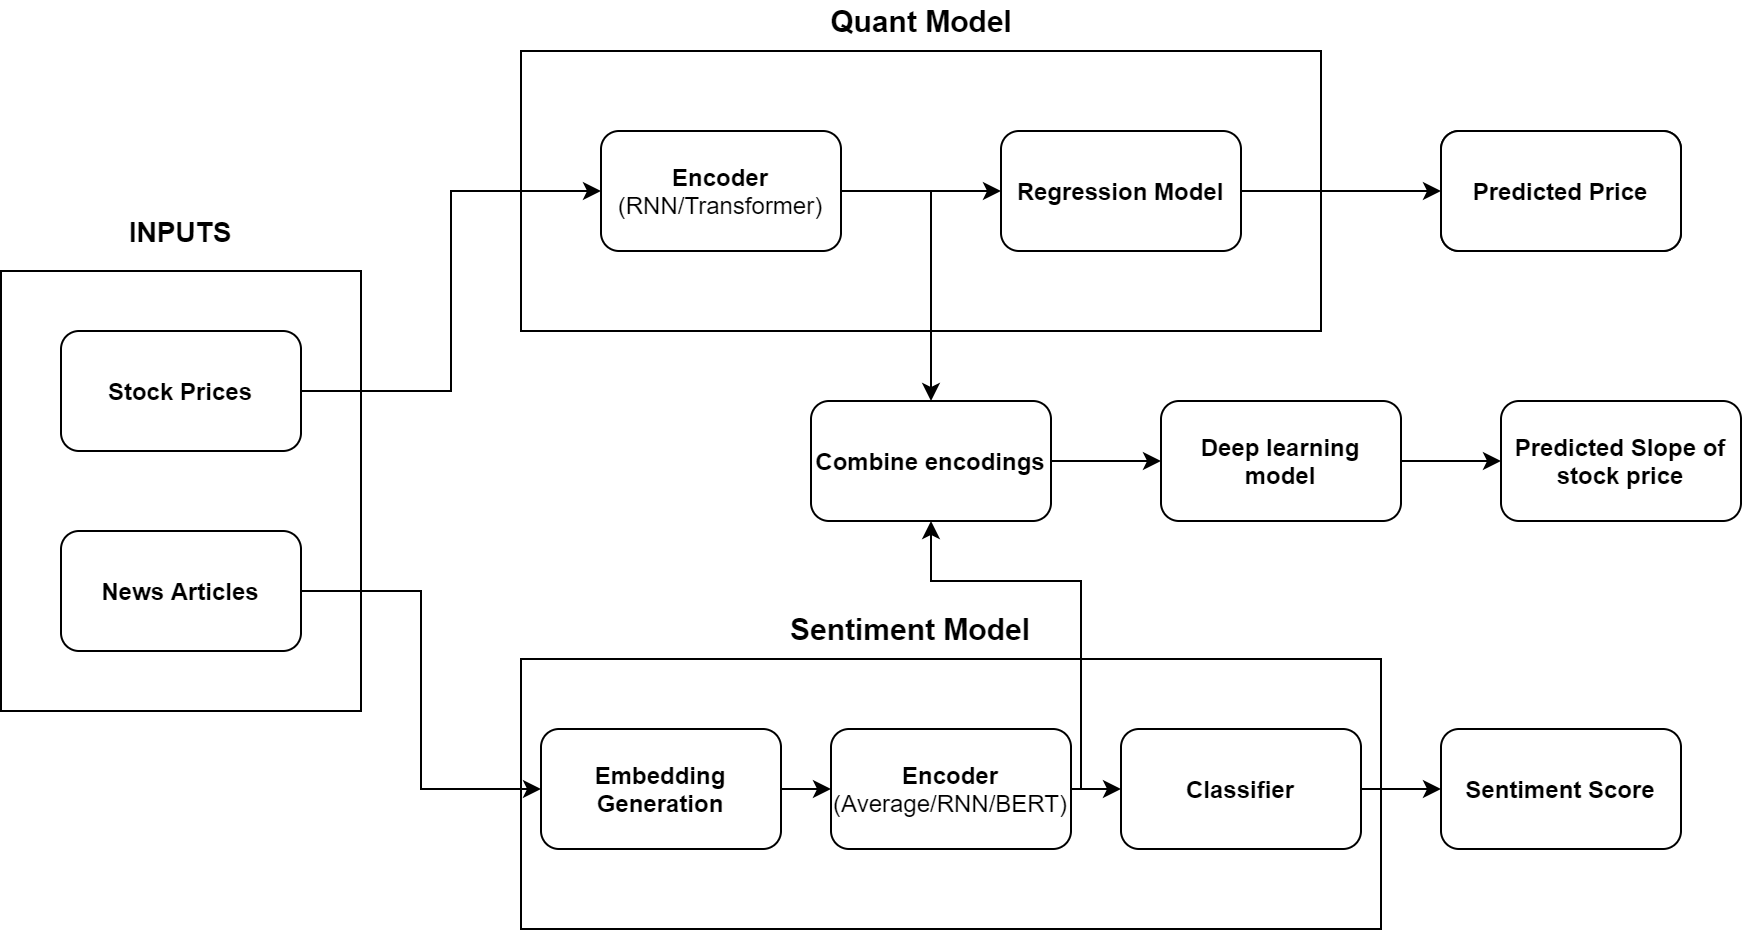 Quant Model
Encoder
(RNN/Transformer)
Regression Model
Predicted Price
INPUTS
Stock Prices
News Articles
Combine encodings
Deep learning
model
Predicted Slope of
stock price
Sentiment Model
Embedding
Generation
Encoder
(Average/RNN/BERT)
Classifier
Sentiment Score